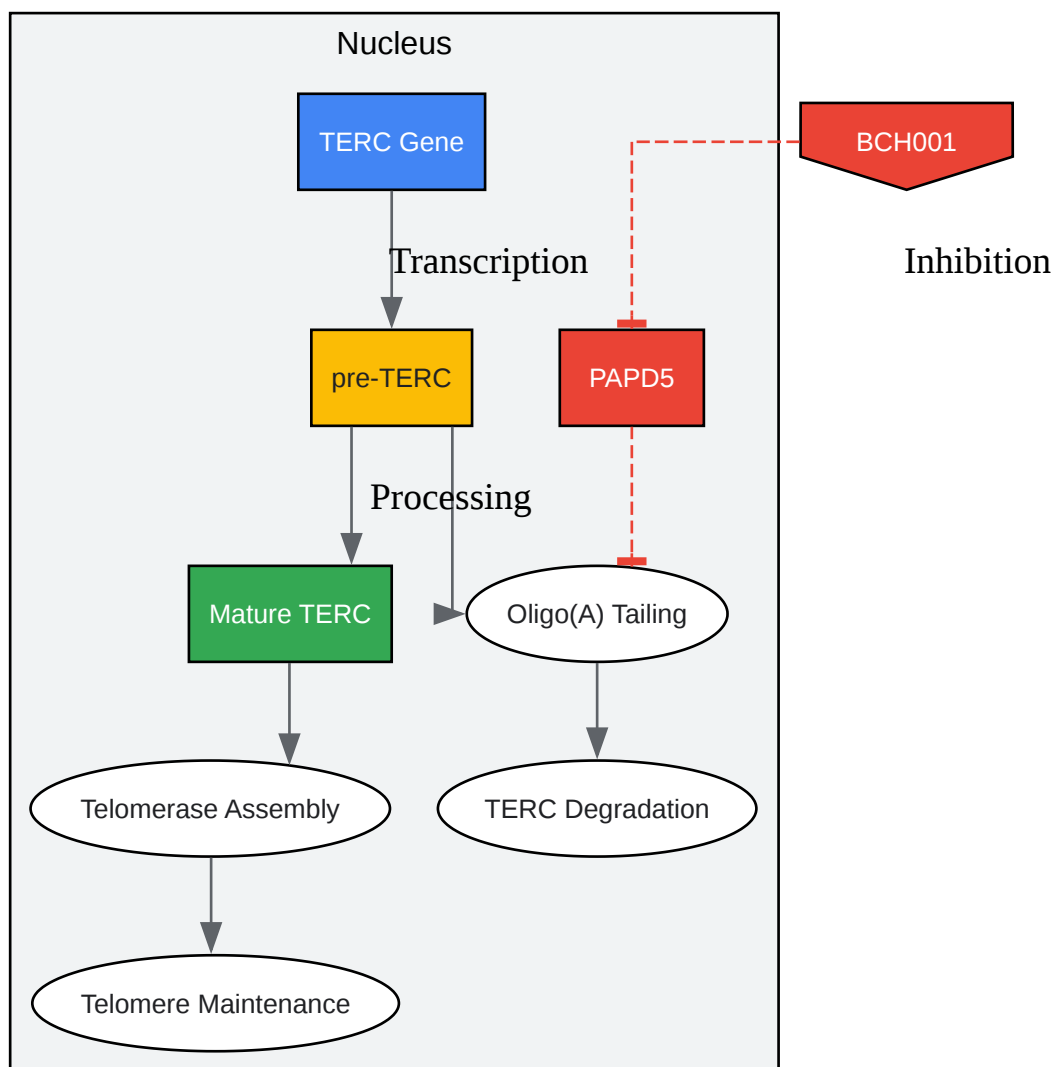 Nucleus
TERC Gene
BCH001
Transcription
Inhibition
pre-TERC
PAPD5
Processing
Mature TERC
Oligo(A) Tailing
Telomerase Assembly
TERC Degradation
Telomere Maintenance